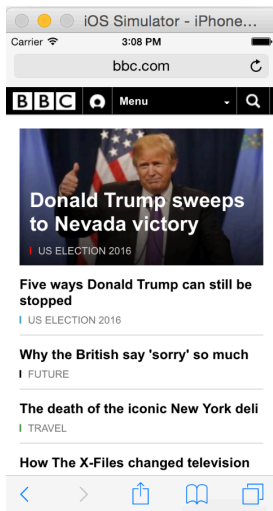 iOS Simulator - iPhone...
Carrier 3:08 PM
bbc.com
BBC Menu
Donald Trump sweeps
to Nevada victory
US ELECTION 2016
Five ways Donald Trump can still be
stopped
US ELECTION 2016
Why the British say 'sorry' so much
FUTURE
The death of the iconic New York deli
TRAVEL
How The X-Files changed television